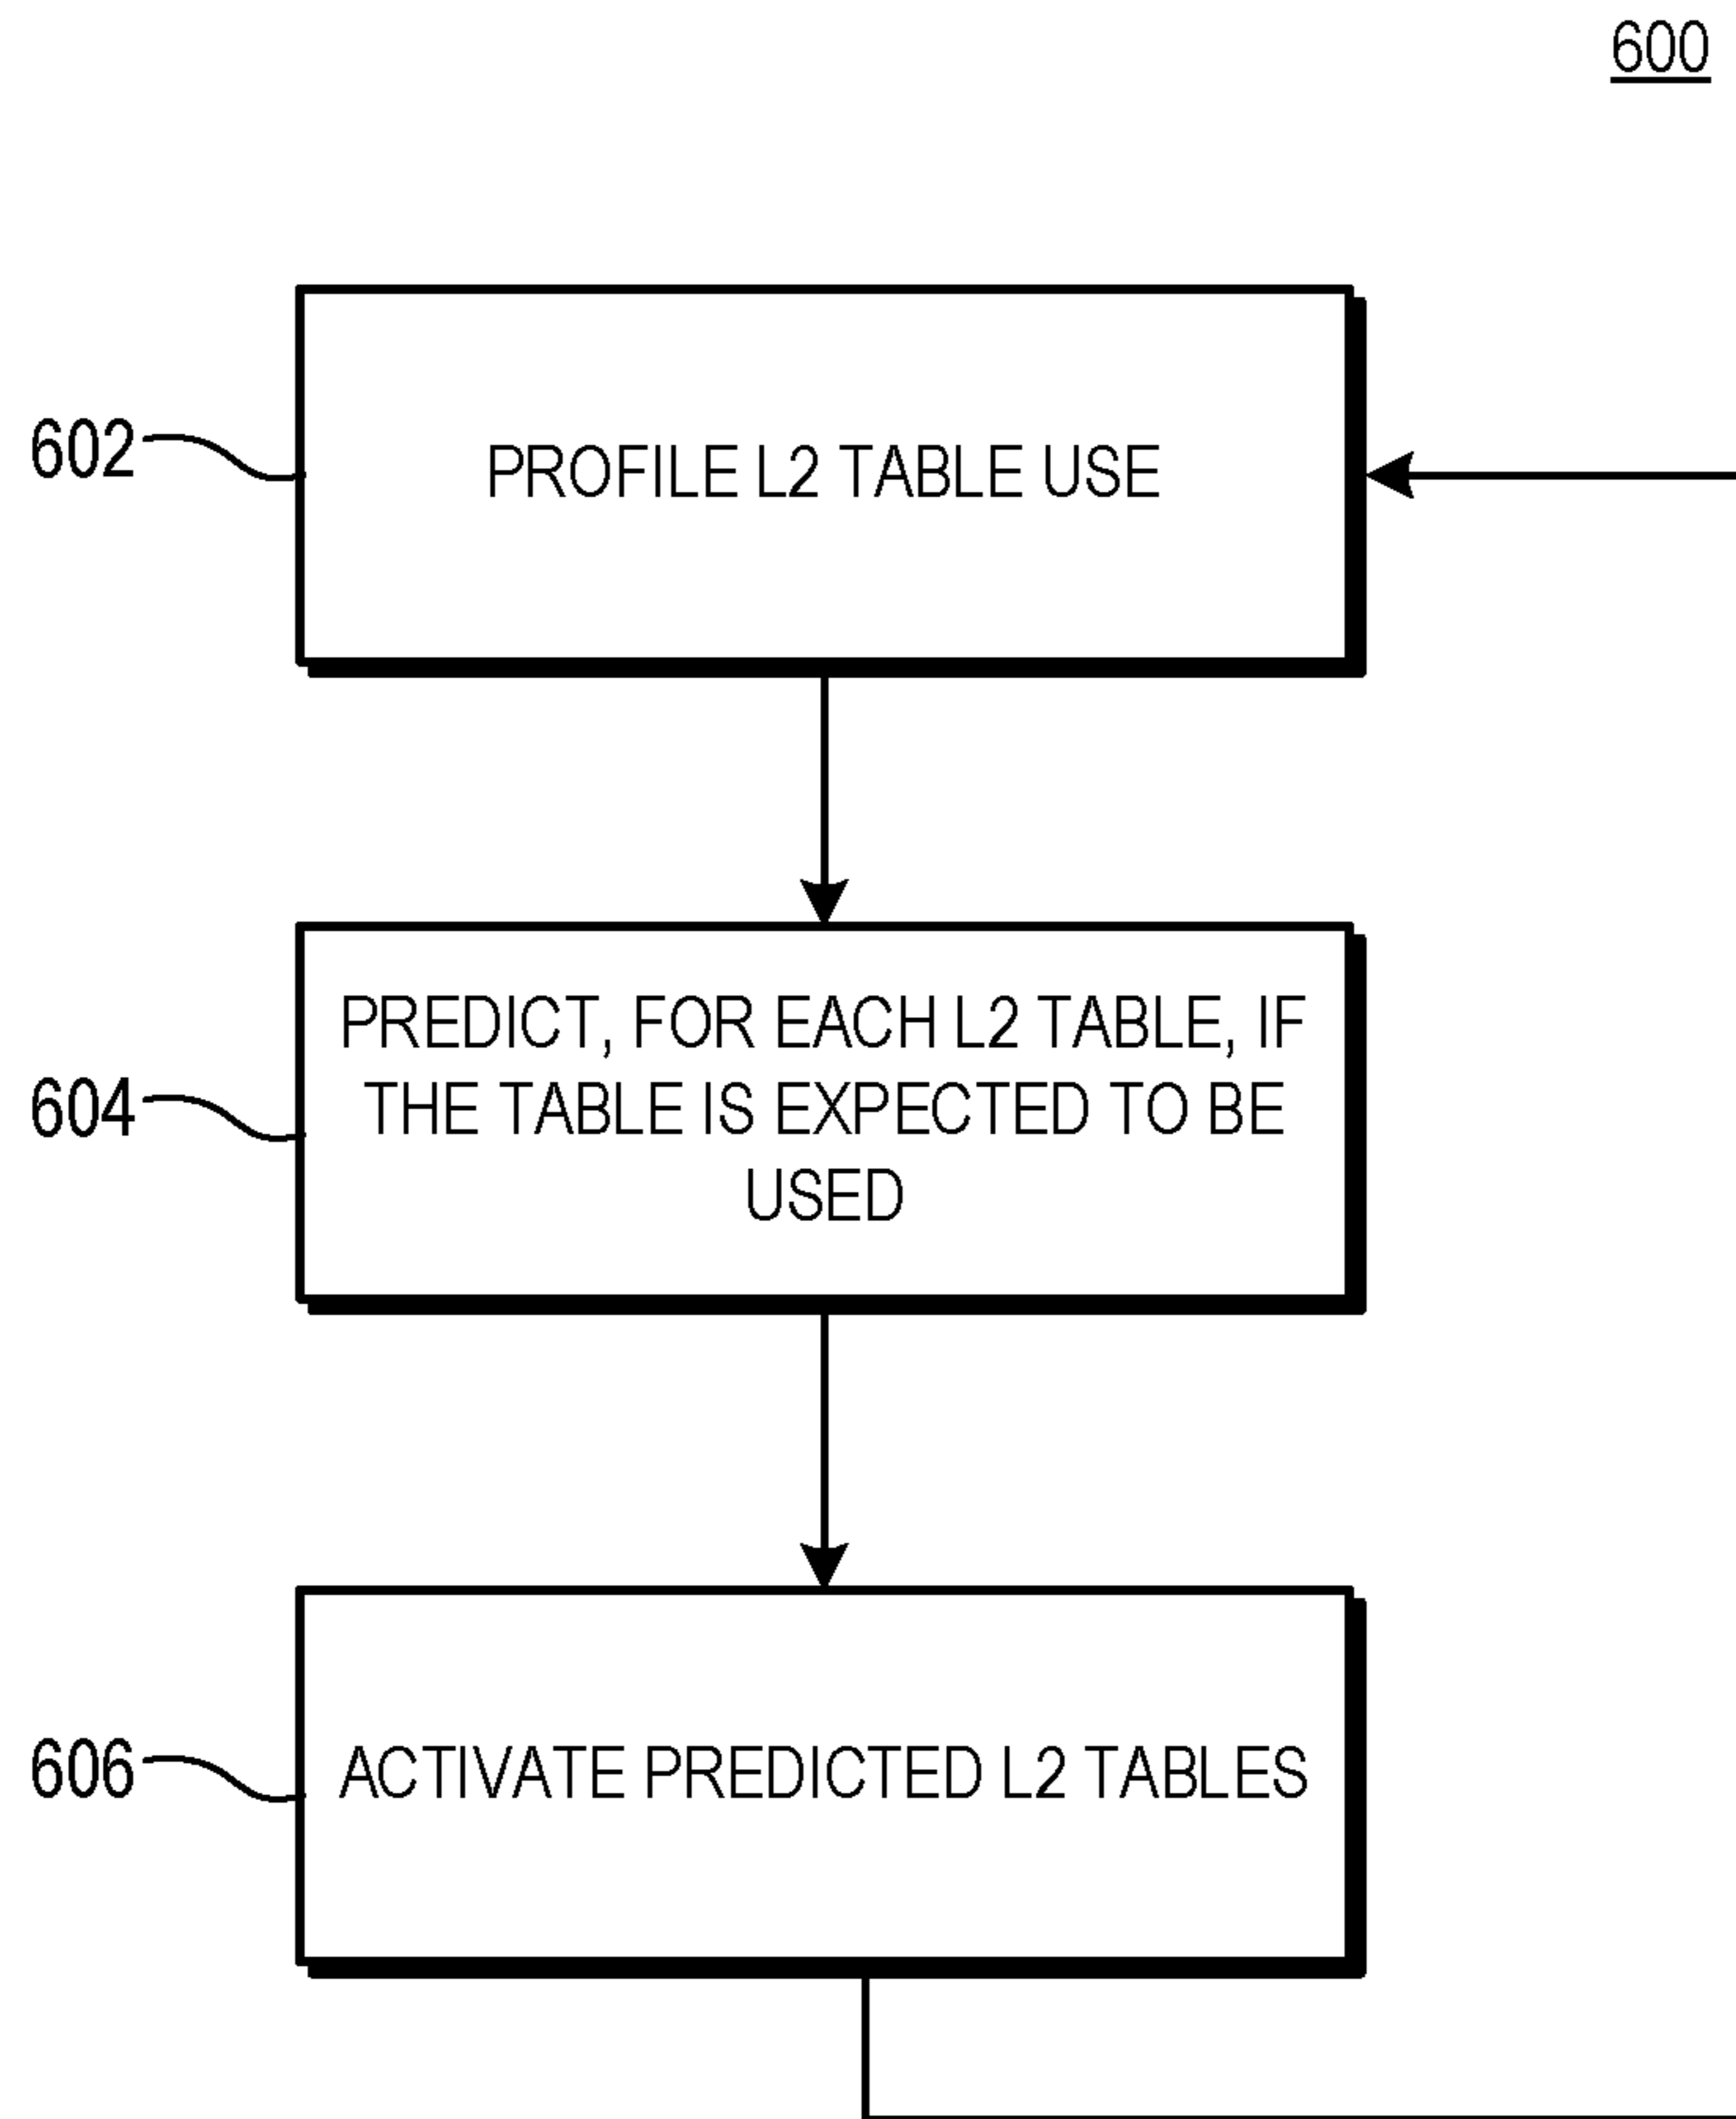 600
602
PROFILE L2 TABLE USE
604
PREDICT, FOR EACH L2 TABLE, IF
THE TABLE IS EXPECTED TO BE
USED
606
ACTIVATE PREDICTED L2 TABLES